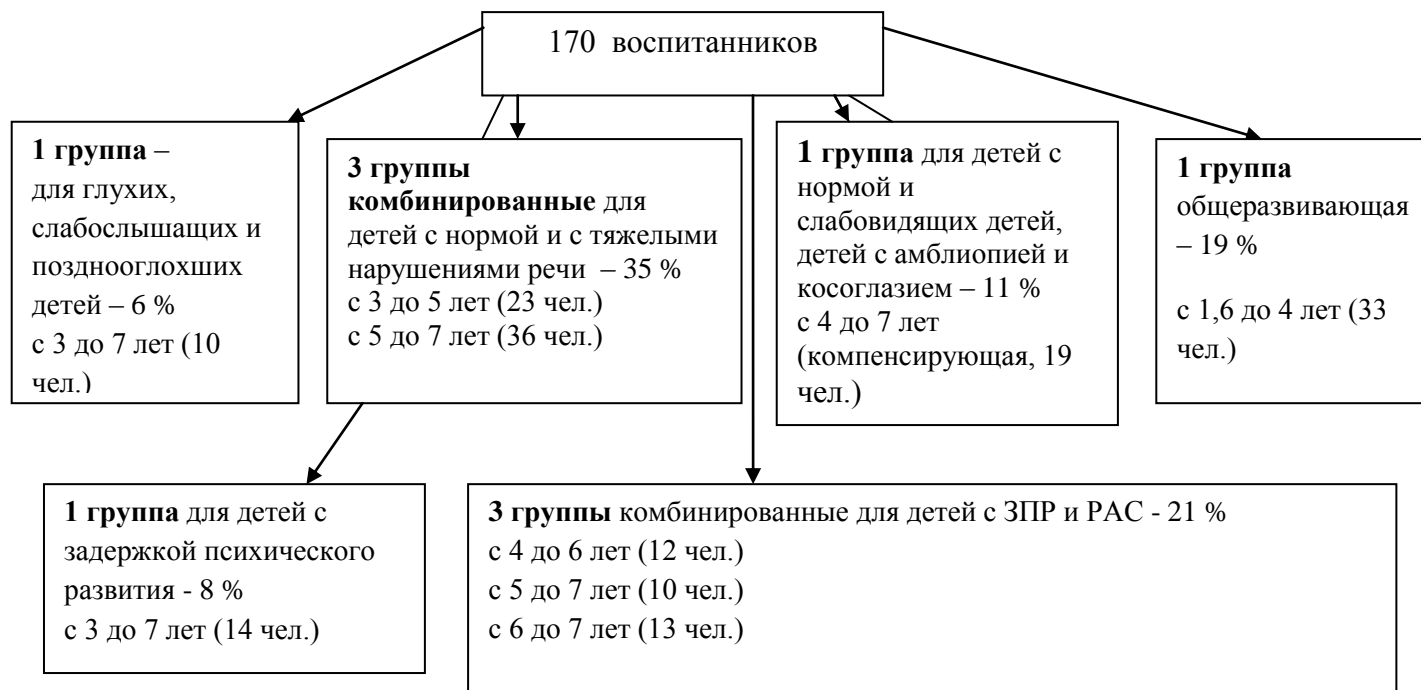 170 воспитанников
1 группа –
для глухих,
слабослышащих и
позднооглохших
детей – 6 %
с 3 до 7 лет (10
чел.)
3 группы
комбинированные для
детей с нормой и с тяжелыми
нарушениями речи – 35 %
с 3 до 5 лет (23 чел.)
с 5 до 7 лет (36 чел.)
1 группа для детей с
нормой и
слабовидящих детей,
детей с амблиопией и
косоглазием – 11 %
с 4 до 7 лет
(компенсирующая, 19
чел.)
1 группа
общеразвивающая
– 19 %
с 1,6 до 4 лет (33
чел.)
1 группа для детей с
задержкой психического
развития - 8 %
с 3 до 7 лет (14 чел.)
3 группы комбинированные для детей с ЗПР и РАС - 21 %
с 4 до 6 лет (12 чел.)
с 5 до 7 лет (10 чел.)
с 6 до 7 лет (13 чел.)